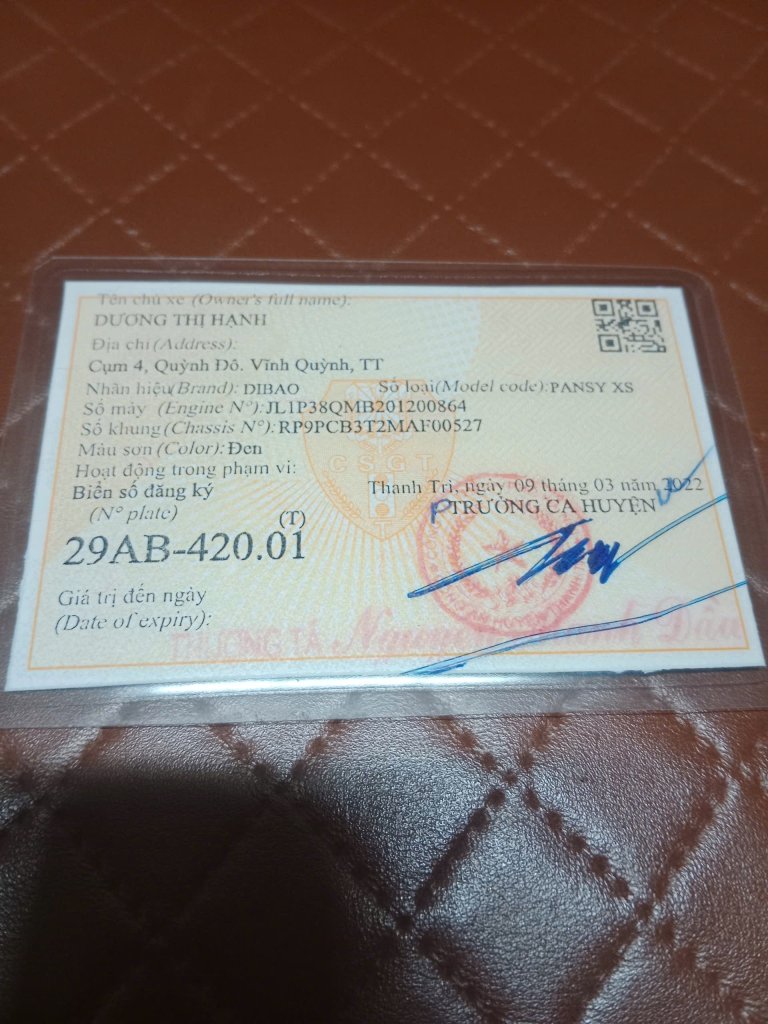 Tên chủ xe (Owner's full name):
DƯƠNG THỊ HẠNH
Địa chỉ (Address):
Cụm 4, Quỳnh Đô. Vĩnh Quỳnh, TT
Nhãn hiệu(Brand): DIBAO Số loại(Model code):PANSY XS
Số máy (Engine N°):JL1P38QMB201200864
Số khung(Chassis N°):RP9PCB3T2MAF00527
Màu sơn (Color): Đen
Hoạt động trong phạm vi:
C S G T
Biển số đăng ký Thanh Trì, ngày 09 tháng 03 năm 2022
(N° plate) PTRƯỞNG CA HUYỆN
(T)
29AB-420.01
Giá trị đến ngày
(Date of expiry):
THƯỢNG TÁ Đầu